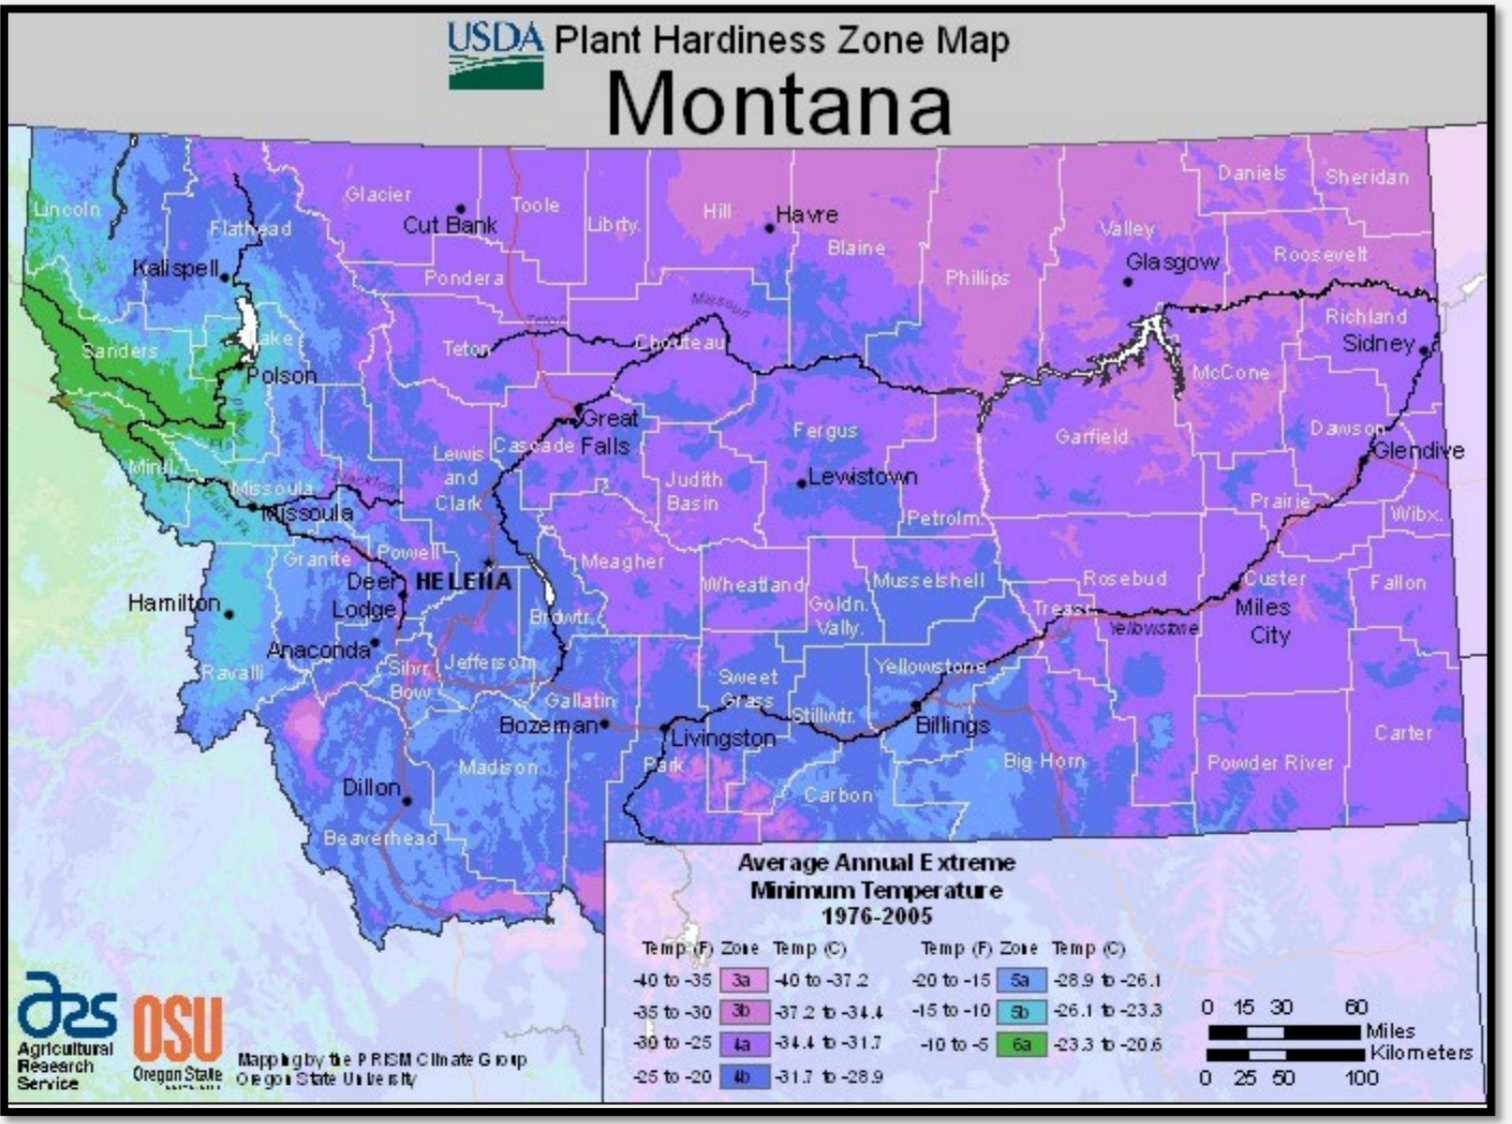 USDA Plant Hardiness Zone Map
Montana
Lincoln
Flathead
Glacier
Cut Bank
Toole
Librty.
Hill
Havre
Blaine
Phillips
Valley
Glasgow
Daniels
Sheridan
Roosevelt
Kalispell
Pondera
Missouri
Richland
Sidney
Sanders
Lake
Polson
Teton
Teton
Chouteau
McCone
Great
Falls
Cascade
Lewis
and
Clark
Fergus
Garfield
Dawson
Glendive
Minrl
Missoula
Missoula
Blackfoot
Clark Fk
Judith
Basin
Lewistown
Petrolm.
Prairie
Wibx.
Granite
Powell
Deer
Lodge
HELENA
Meagher
Wheatland
Goldn.
Vally.
Musselshell
Rosebud
Treasr
Custer
Fallon
Hamilton
Brdwtr.
Yellowstone
Miles
City
Anaconda
Ravalli
Silvr.
Bow
Jefferson
Gallatin
Bozeman
Livingston
Park
Sweet
Grass
Stillwtr.
Yellowstone
Billings
Carter
Dillon
Beaverhead
Madison
Carbon
Big Horn
Powder River
Average Annual Extreme
Minimum Temperature
1976-2005
Temp (F) Zone Temp (C) Temp (F) Zone Temp (C)
-40 to -35 3a -40 to -37.2 -20 to -15 5a -28.9 to -26.1
-35 to -30 3b -37.2 to -34.4 -15 to -10 5b -26.1 to -23.3
-30 to -25 4a -34.4 to -31.7 -10 to -5 6a -23.3 to -20.6
-25 to -20 4b -31.7 to -28.9
0 15 30 60
Miles
Kilometers
0 25 50 100
ars
Agricultural
Research
Service
OSU
Oregon State
Mapping by the PRISM Climate Group
Oregon State University